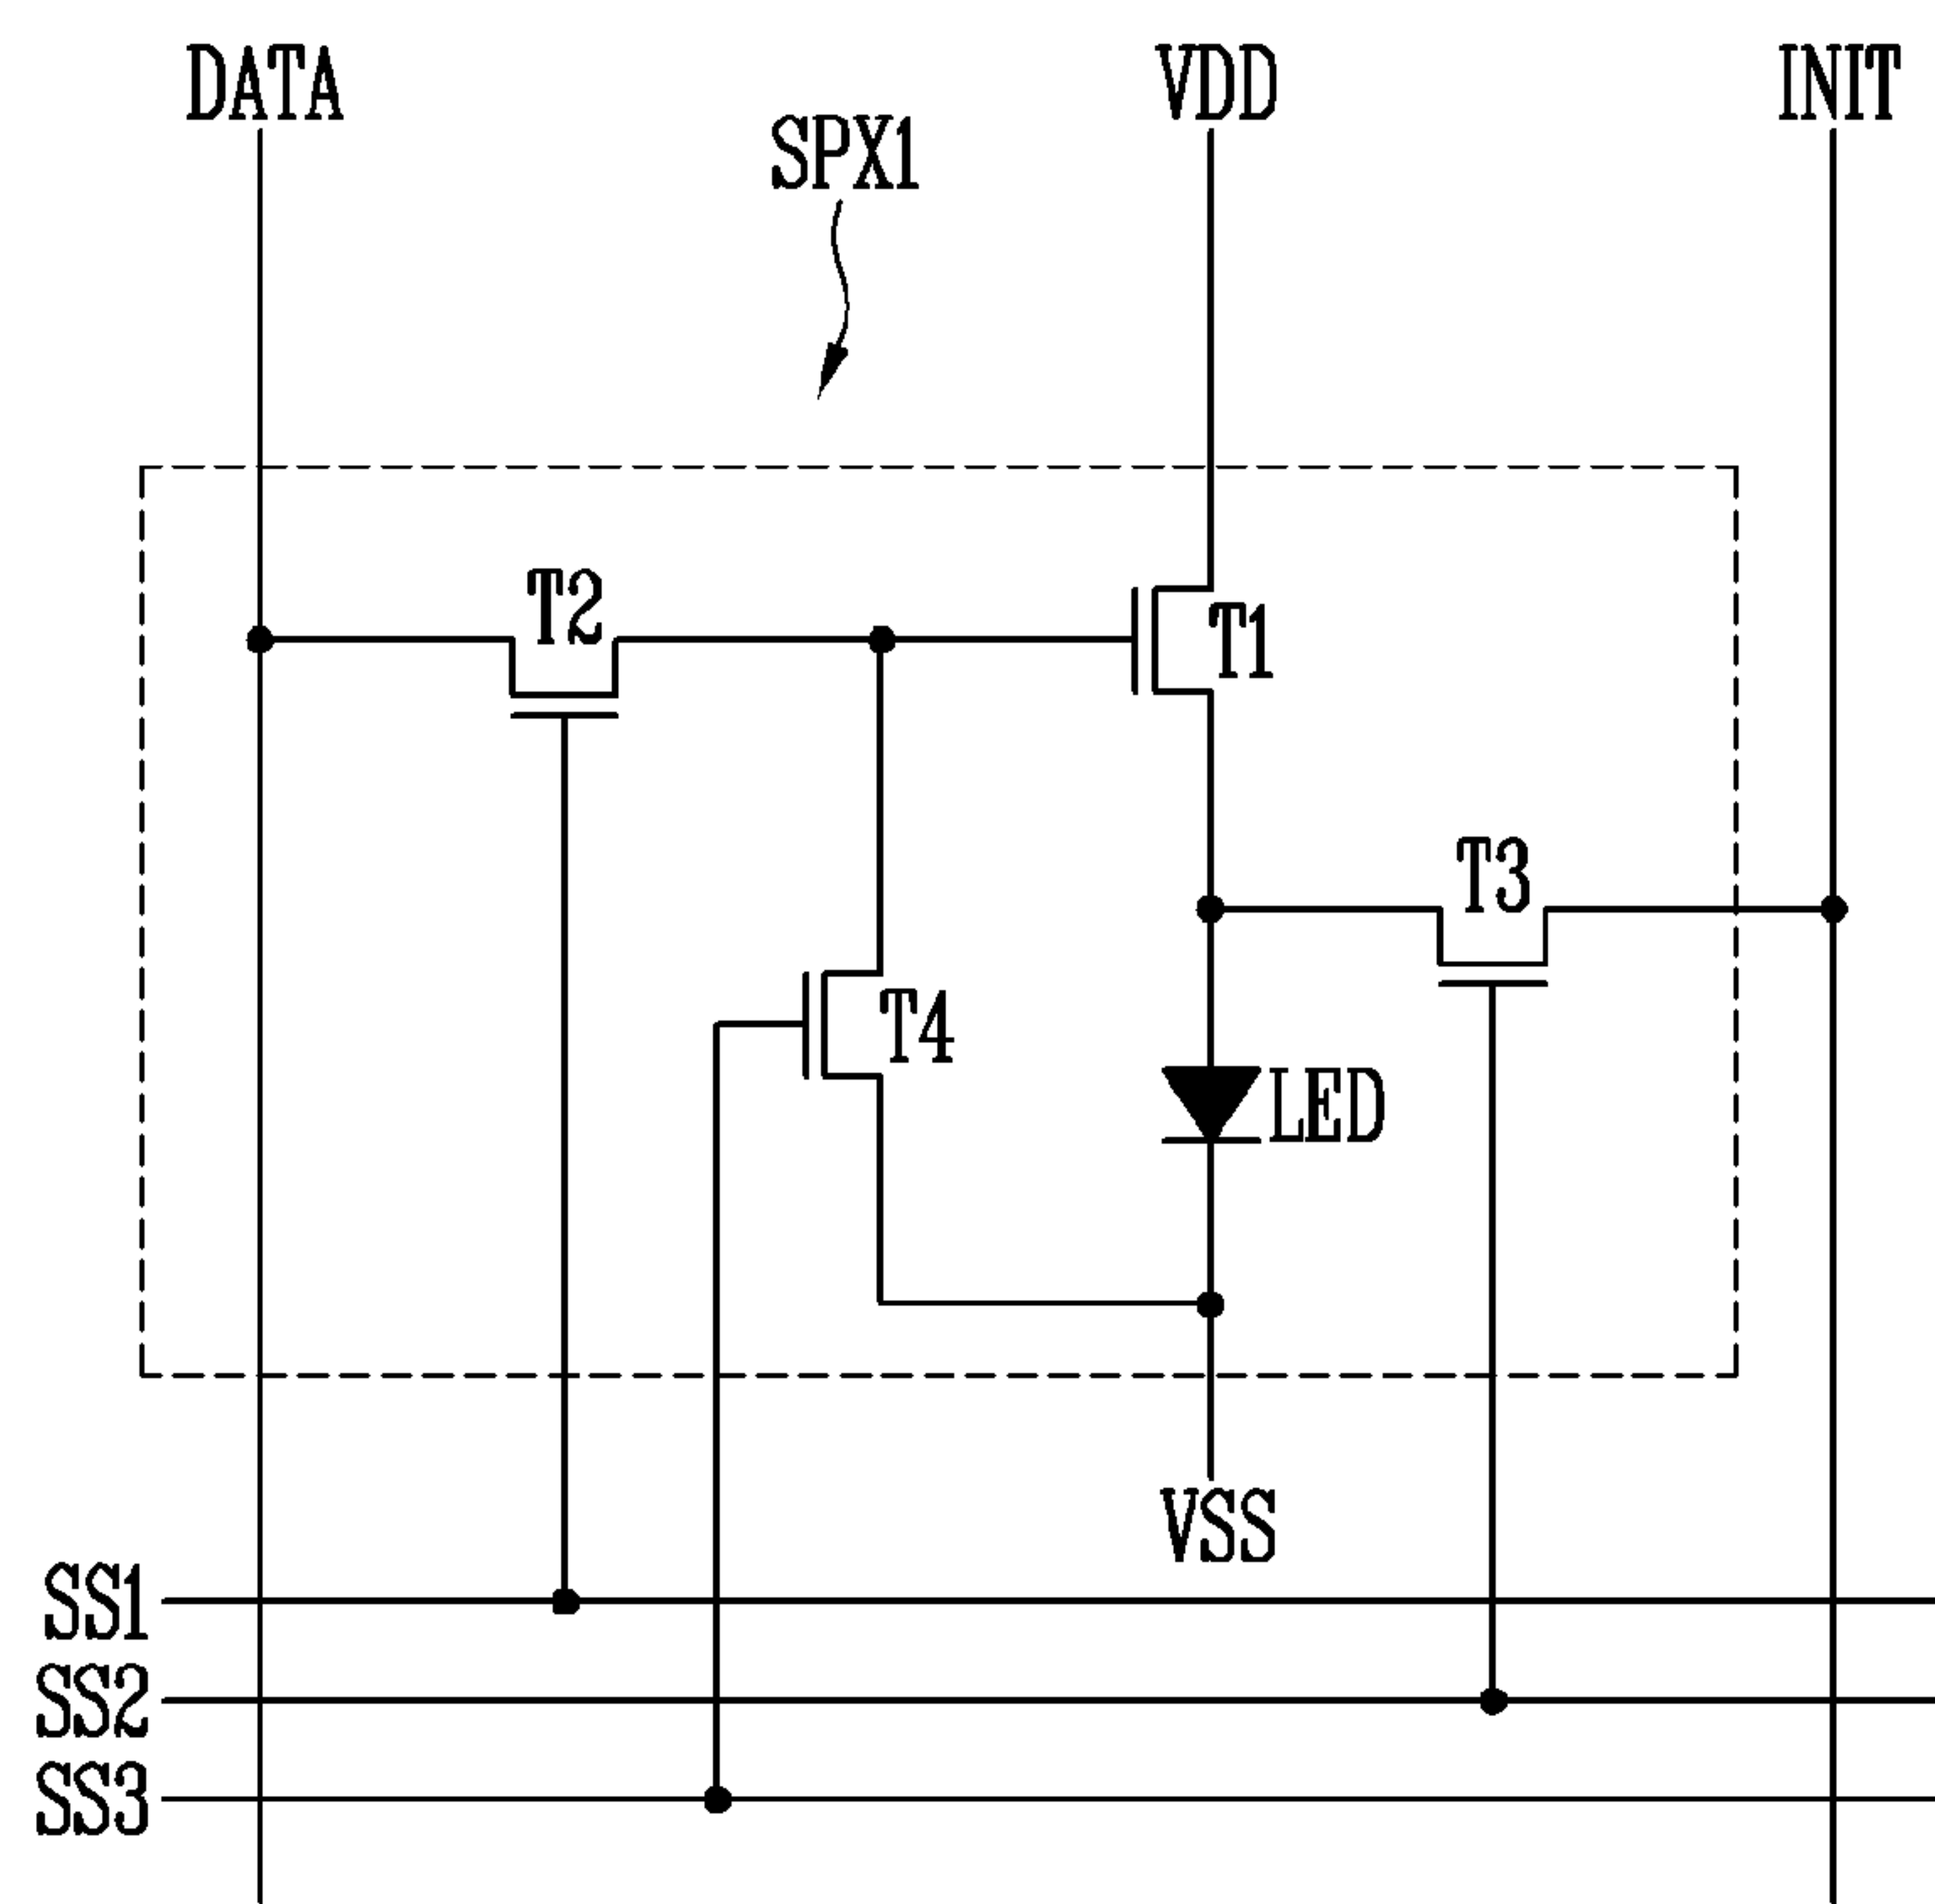 DATA
VDD
INIT
SPX1
T2
T1
T3
T4
LED
VSS
SS1
SS2
SS3